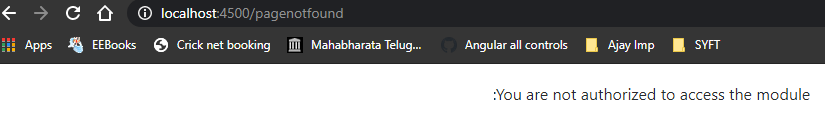 localhost:4500/pagenotfound
Apps EEBooks Crick net booking Mahabharata Telug... Angular all controls Ajay Imp SYFT
:You are not authorized to access the module